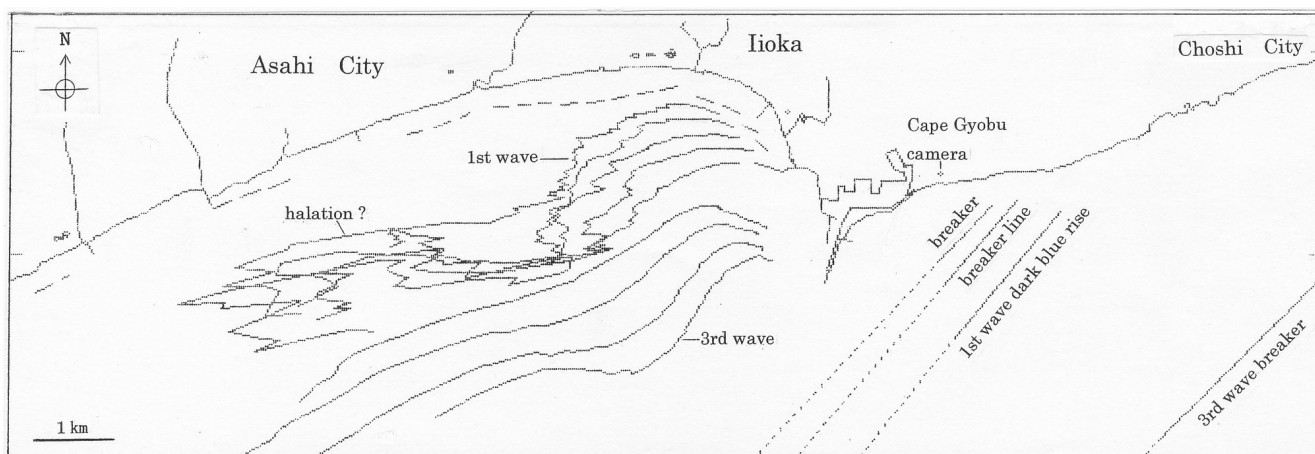 N
Asahi City
Iioka
Choshi City
Cape Gyobu
camera
1st wave
halation ?
breaker
breaker line
1st wave dark blue rise
3rd wave
3rd wave breaker
1 km